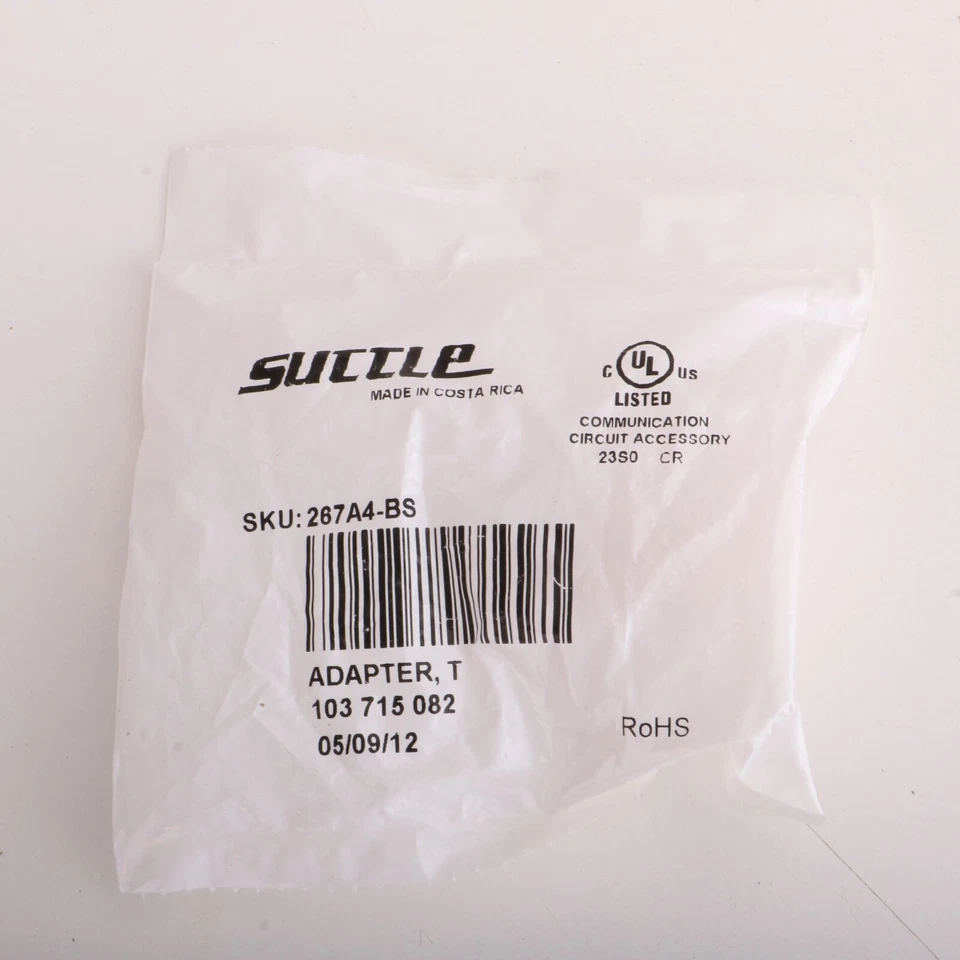 SUTTLE
MADE IN COSTA RICA
C UL US
LISTED
COMMUNICATION
CIRCUIT ACCESSORY
23S0 CR
SKU: 267A4-BS
ADAPTER, T
103 715 082
05/09/12
RoHS